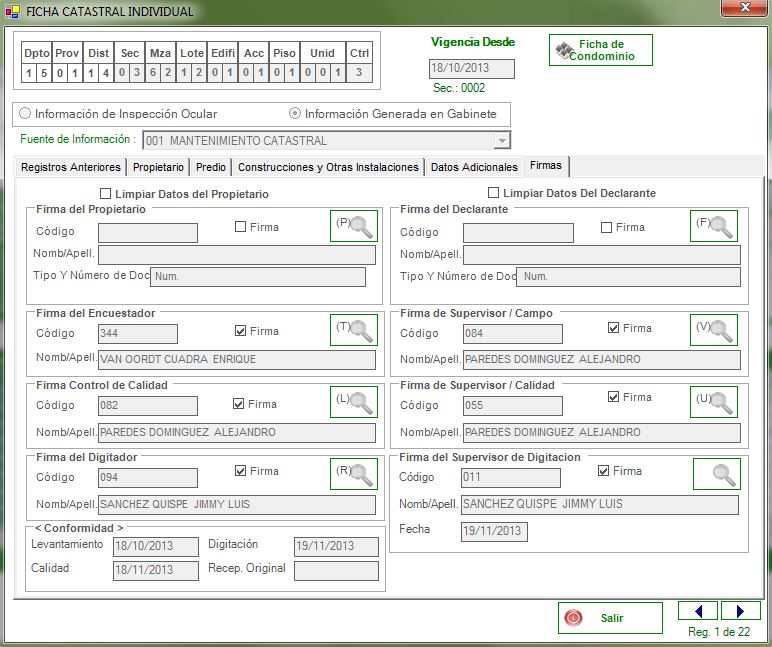 FICHA CATASTRAL INDIVIDUAL
Dpto Prov Dist Sec Mza Lote Edifi Acc Piso Unid Ctrl
1 5 0 1 1 4 0 3 6 2 1 2 0 1 0 1 0 1 0 0 1 3
Vigencia Desde
18/10/2013
Sec.: 0002
Ficha de
Condominio
Información de Inspección Ocular Información Generada en Gabinete
Fuente de Información : 001 MANTENIMIENTO CATASTRAL
Registros Anteriores Propietario Predio Construcciones y Otras Instalaciones Datos Adicionales Firmas
Limpiar Datos del Propietario
Firma del Propietario
Código Firma (P)
Nomb/Apell.
Tipo Y Número de Doc Num.
Limpiar Datos Del Declarante
Firma del Declarante
Código Firma (F)
Nomb/Apell.
Tipo Y Número de Doc Num.
Firma del Encuestador
Código 344 Firma (T)
Nomb/Apell. VAN OORDT CUADRA ENRIQUE
Firma de Supervisor / Campo
Código 084 Firma (V)
Nomb/Apell. PAREDES DOMINGUEZ ALEJANDRO
Firma Control de Calidad
Código 082 Firma (L)
Nomb/Apell. PAREDES DOMINGUEZ ALEJANDRO
Firma de Supervisor / Calidad
Código 055 Firma (U)
Nomb/Apell. PAREDES DOMINGUEZ ALEJANDRO
Firma del Digitador
Código 094 Firma (R)
Nomb/Apell. SANCHEZ QUISPE JIMMY LUIS
Firma del Supervisor de Digitacion
Código 011 Firma
Nomb/Apell. SANCHEZ QUISPE JIMMY LUIS
Fecha 19/11/2013
< Conformidad >
Levantamiento 18/10/2013 Digitación 19/11/2013
Calidad 18/11/2013 Recep. Original
Salir
Reg. 1 de 22